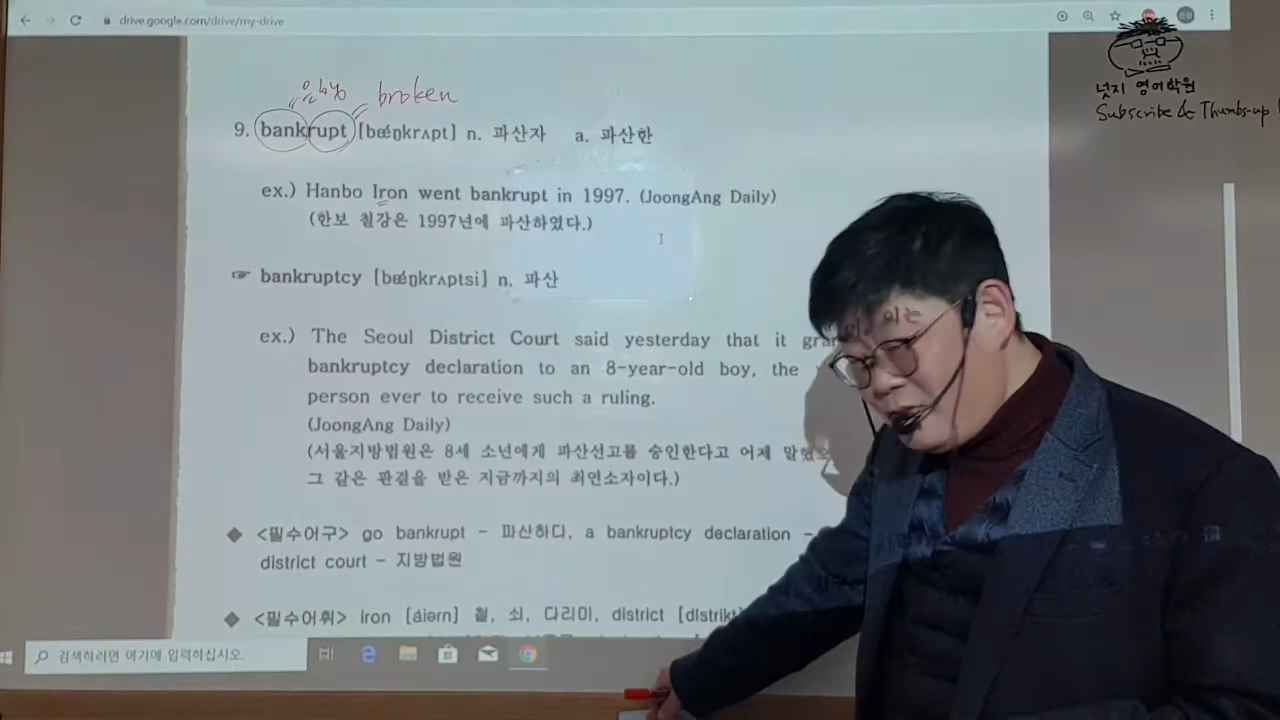 drive.google.com/drive/my-drive
넛지 영어학원
Subscribe & Thumbs-up
은행 broken
9. bankrupt [bǽŋkrʌpt] n. 파산자 a. 파산한
ex.) Hanbo Iron went bankrupt in 1997. (JoongAng Daily)
(한보 철강은 1997년에 파산하였다.)
☞ bankruptcy [bǽŋkrʌptsi] n. 파산
ex.) The Seoul District Court said yesterday that it
bankruptcy declaration to an 8-year-old boy, the
person ever to receive such a ruling.
(JoongAng Daily)
(서울지방법원은 8세 소년에게 파산선고를 승인한다고 어제 말했
그 같은 판결을 받은 지금까지의 최연소자이다.)
◆ <필수어구> go bankrupt - 파산하다, a bankruptcy declaration -
district court - 지방법원
◆ <필수어휘> iron [áiərn] 철, 쇠, 다리미, district [dístrikt]
검색하려면 여기에 입력하십시오.